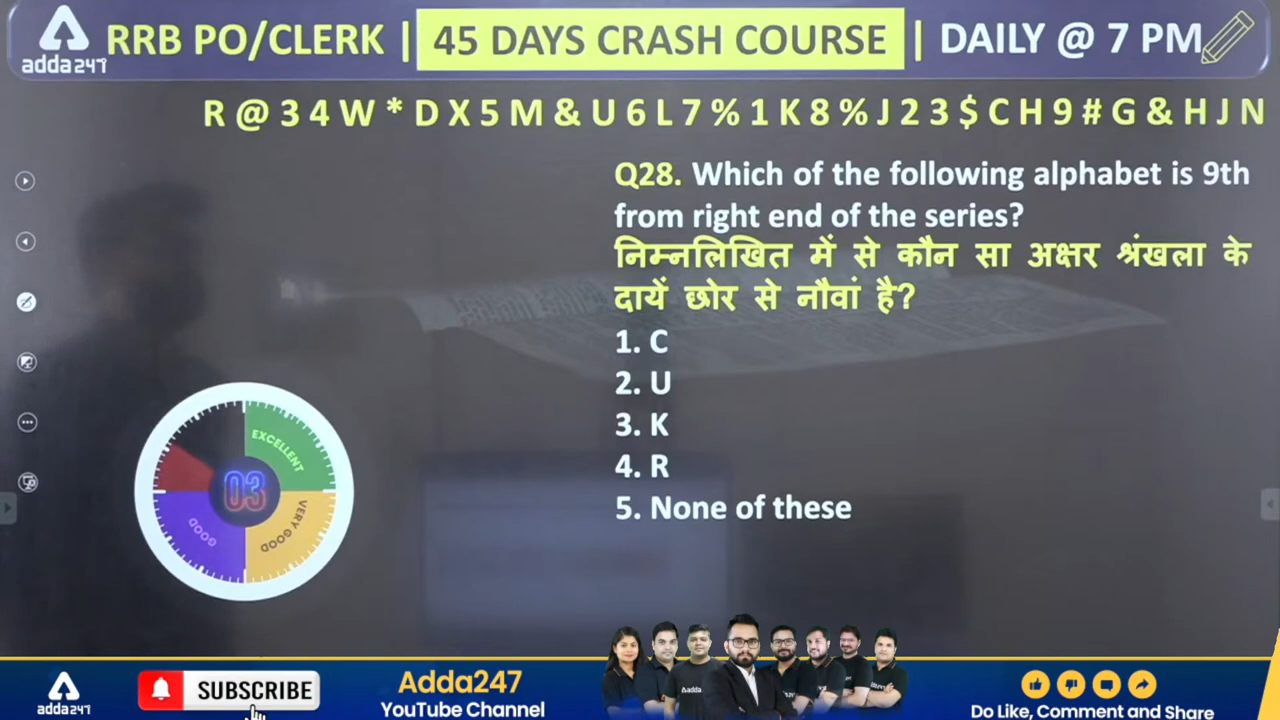 RRB PO/CLERK | 45 DAYS CRASH COURSE | DAILY @ 7 PM
adda247
R @ 3 4 W * D X 5 M & U 6 L 7 % 1 K 8 % J 2 3 $ C H 9 # G & H J N
Q28. Which of the following alphabet is 9th
from right end of the series?
निम्नलिखित में से कौन सा अक्षर श्रंखला के
दायें छोर से नौवां है?
1. C
2. U
3. K
4. R
5. None of these
EXCELLENT
VERY GOOD
GOOD
03
adda247
SUBSCRIBE
Adda247
YouTube Channel
Do Like, Comment and Share